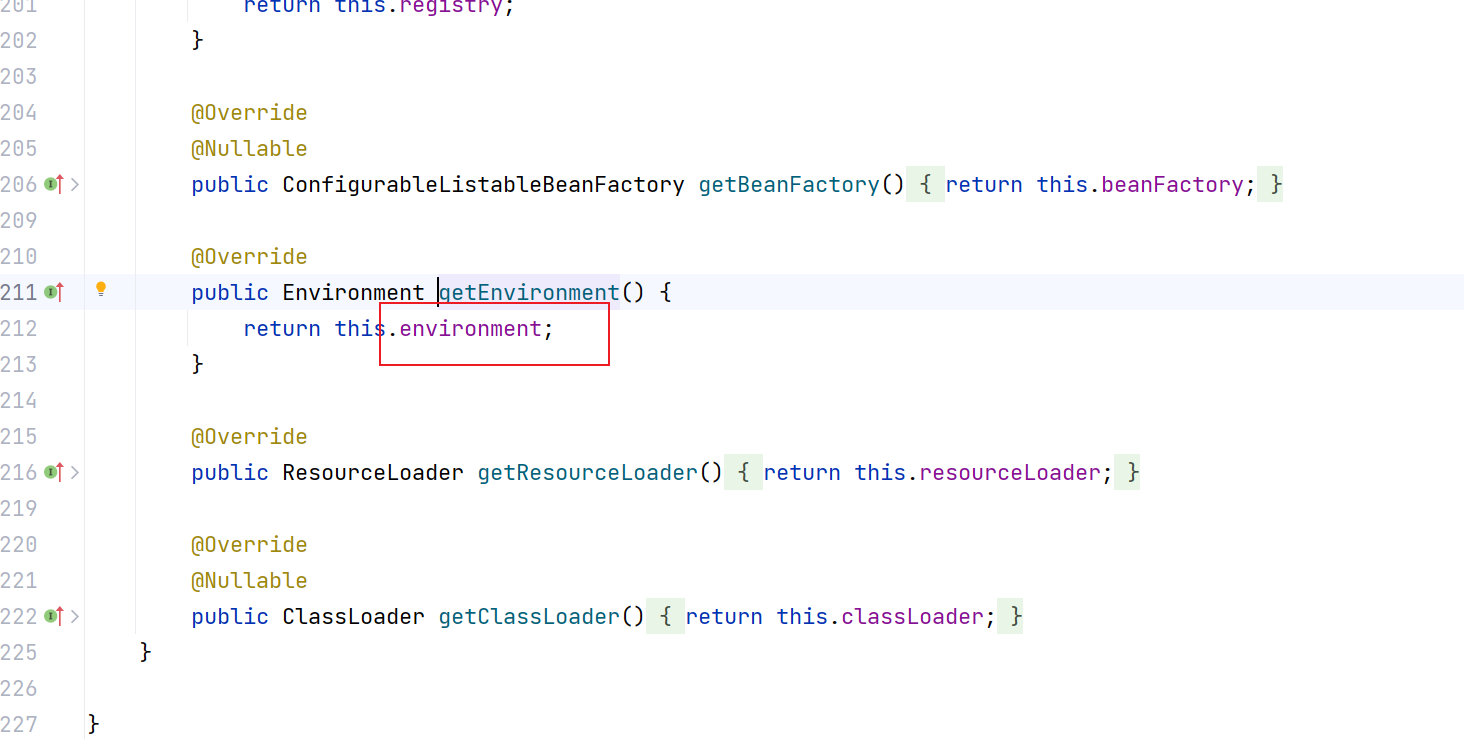 201 return this.registry;
202 }
203
204 @Override
205 @Nullable
206 public ConfigurableListableBeanFactory getBeanFactory() { return this.beanFactory; }
209
210 @Override
211 public Environment getEnvironment() {
212 return this.environment;
213 }
214
215 @Override
216 public ResourceLoader getResourceLoader() { return this.resourceLoader; }
219
220 @Override
221 @Nullable
222 public ClassLoader getClassLoader() { return this.classLoader; }
225 }
226
227 }